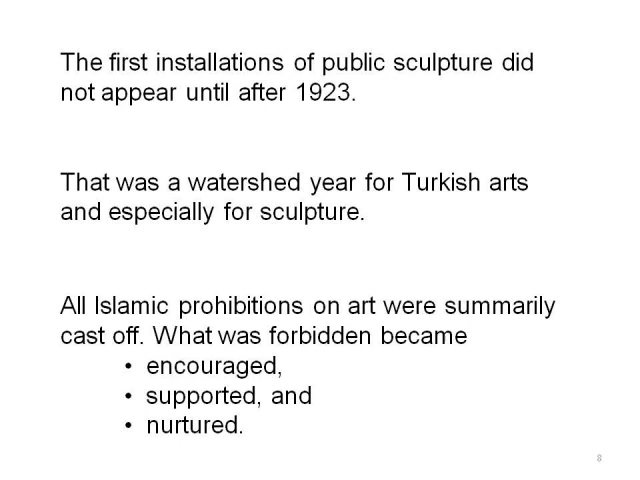 The first installations of public sculpture did
not appear until after 1923.
That was a watershed year for Turkish arts
and especially for sculpture.
All Islamic prohibitions on art were summarily
cast off. What was forbidden became
• encouraged,
• supported, and
• nurtured.
8